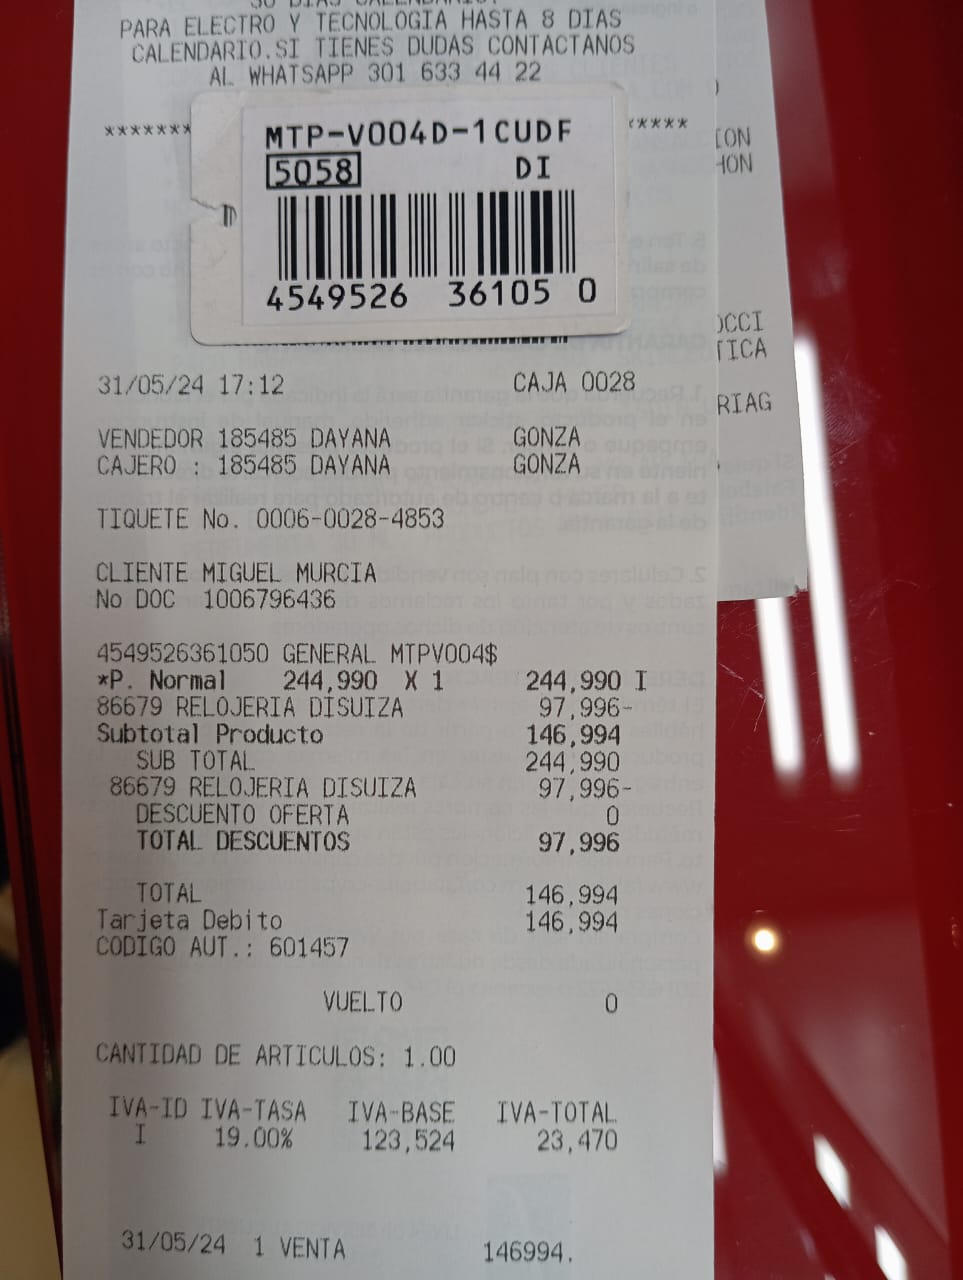 PARA ELECTRO Y TECNOLOGIA HASTA 8 DIAS
CALENDARIO.SI TIENES DUDAS CONTACTANOS
AL WHATSAPP 301 633 44 22
*******
*****
MTP-V004D-1CUDF
5058 DI
4549526 36105 0
31/05/24 17:12 CAJA 0028
VENDEDOR 185485 DAYANA GONZA
CAJERO : 185485 DAYANA GONZA
TIQUETE No. 0006-0028-4853
CLIENTE MIGUEL MURCIA
No DOC 1006796436
4549526361050 GENERAL MTPV004$
*P. Normal 244,990 X 1 244,990 I
86679 RELOJERIA DISUIZA 97,996-
Subtotal Producto 146,994
SUB TOTAL 244,990
86679 RELOJERIA DISUIZA 97,996-
DESCUENTO OFERTA 0
TOTAL DESCUENTOS 97,996
TOTAL 146,994
Tarjeta Debito 146,994
CODIGO AUT.: 601457
VUELTO 0
CANTIDAD DE ARTICULOS: 1.00
IVA-ID IVA-TASA IVA-BASE IVA-TOTAL
I 19.00% 123,524 23,470
31/05/24 1 VENTA 146994.